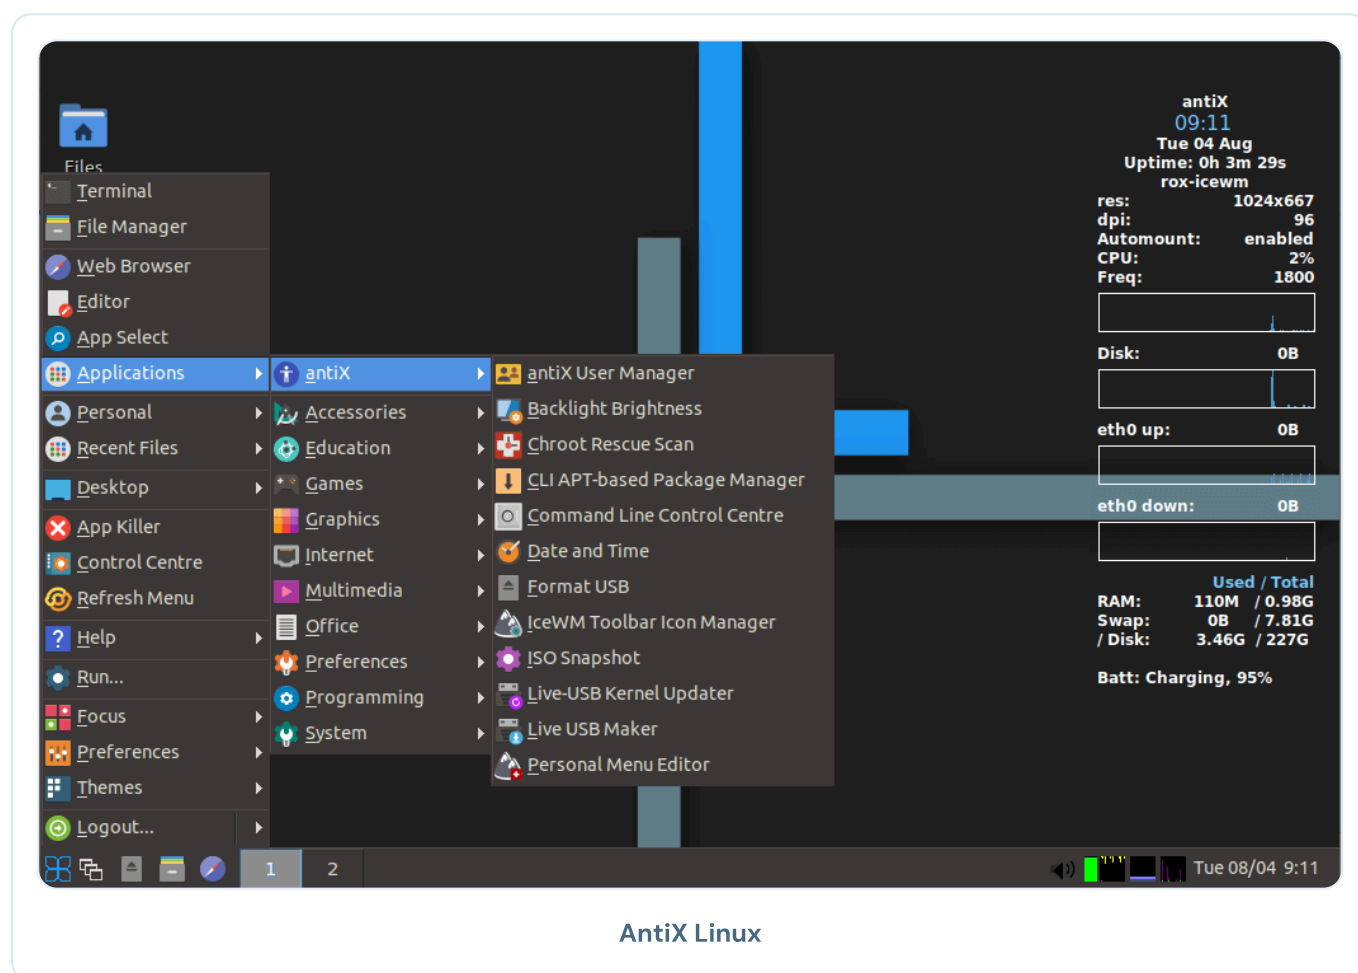 Files
antiX
09:11
Tue 04 Aug
Uptime: 0h 3m 29s
rox-icewm
res: 1024x667
dpi: 96
Automount: enabled
CPU: 2%
Freq: 1800
Disk: 0B
eth0 up: 0B
eth0 down: 0B
Used / Total
RAM: 110M / 0.98G
Swap: 0B / 7.81G
/ Disk: 3.46G / 227G
Batt: Charging, 95%
Terminal
File Manager
Web Browser
Editor
App Select
Applications
Personal
Recent Files
Desktop
App Killer
Control Centre
Refresh Menu
Help
Run...
Focus
Preferences
Themes
Logout...
antiX
Accessories
Education
Games
Graphics
Internet
Multimedia
Office
Preferences
Programming
System
antiX User Manager
Backlight Brightness
Chroot Rescue Scan
CLI APT-based Package Manager
Command Line Control Centre
Date and Time
Format USB
IceWM Toolbar Icon Manager
ISO Snapshot
Live-USB Kernel Updater
Live USB Maker
Personal Menu Editor
1 2
Tue 08/04 9:11
AntiX Linux